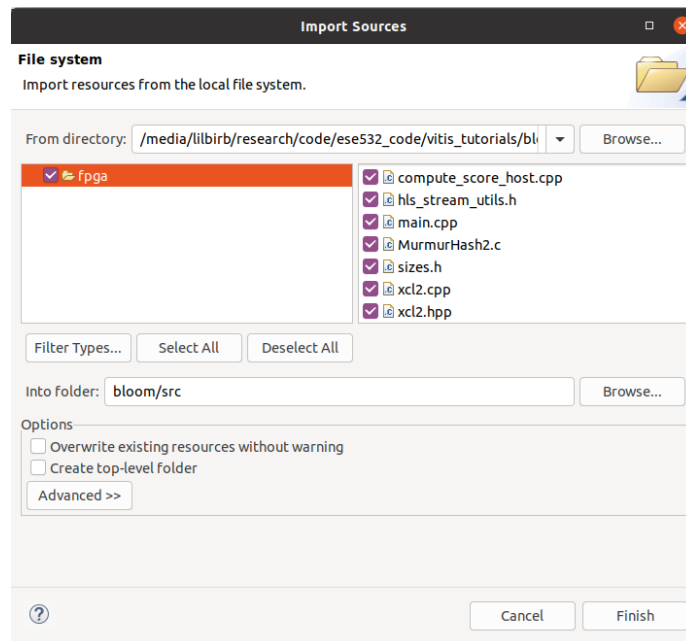 Import Sources
File system
Import resources from the local file system.
From directory: /media/lilbirb/research/code/ese532_code/vitis_tutorials/bl Browse...
fpga
compute_score_host.cpp
hls_stream_utils.h
main.cpp
MurmurHash2.c
sizes.h
xcl2.cpp
xcl2.hpp
Filter Types... Select All Deselect All
Into folder: bloom/src Browse...
Options
Overwrite existing resources without warning
Create top-level folder
Advanced >>
? Cancel Finish